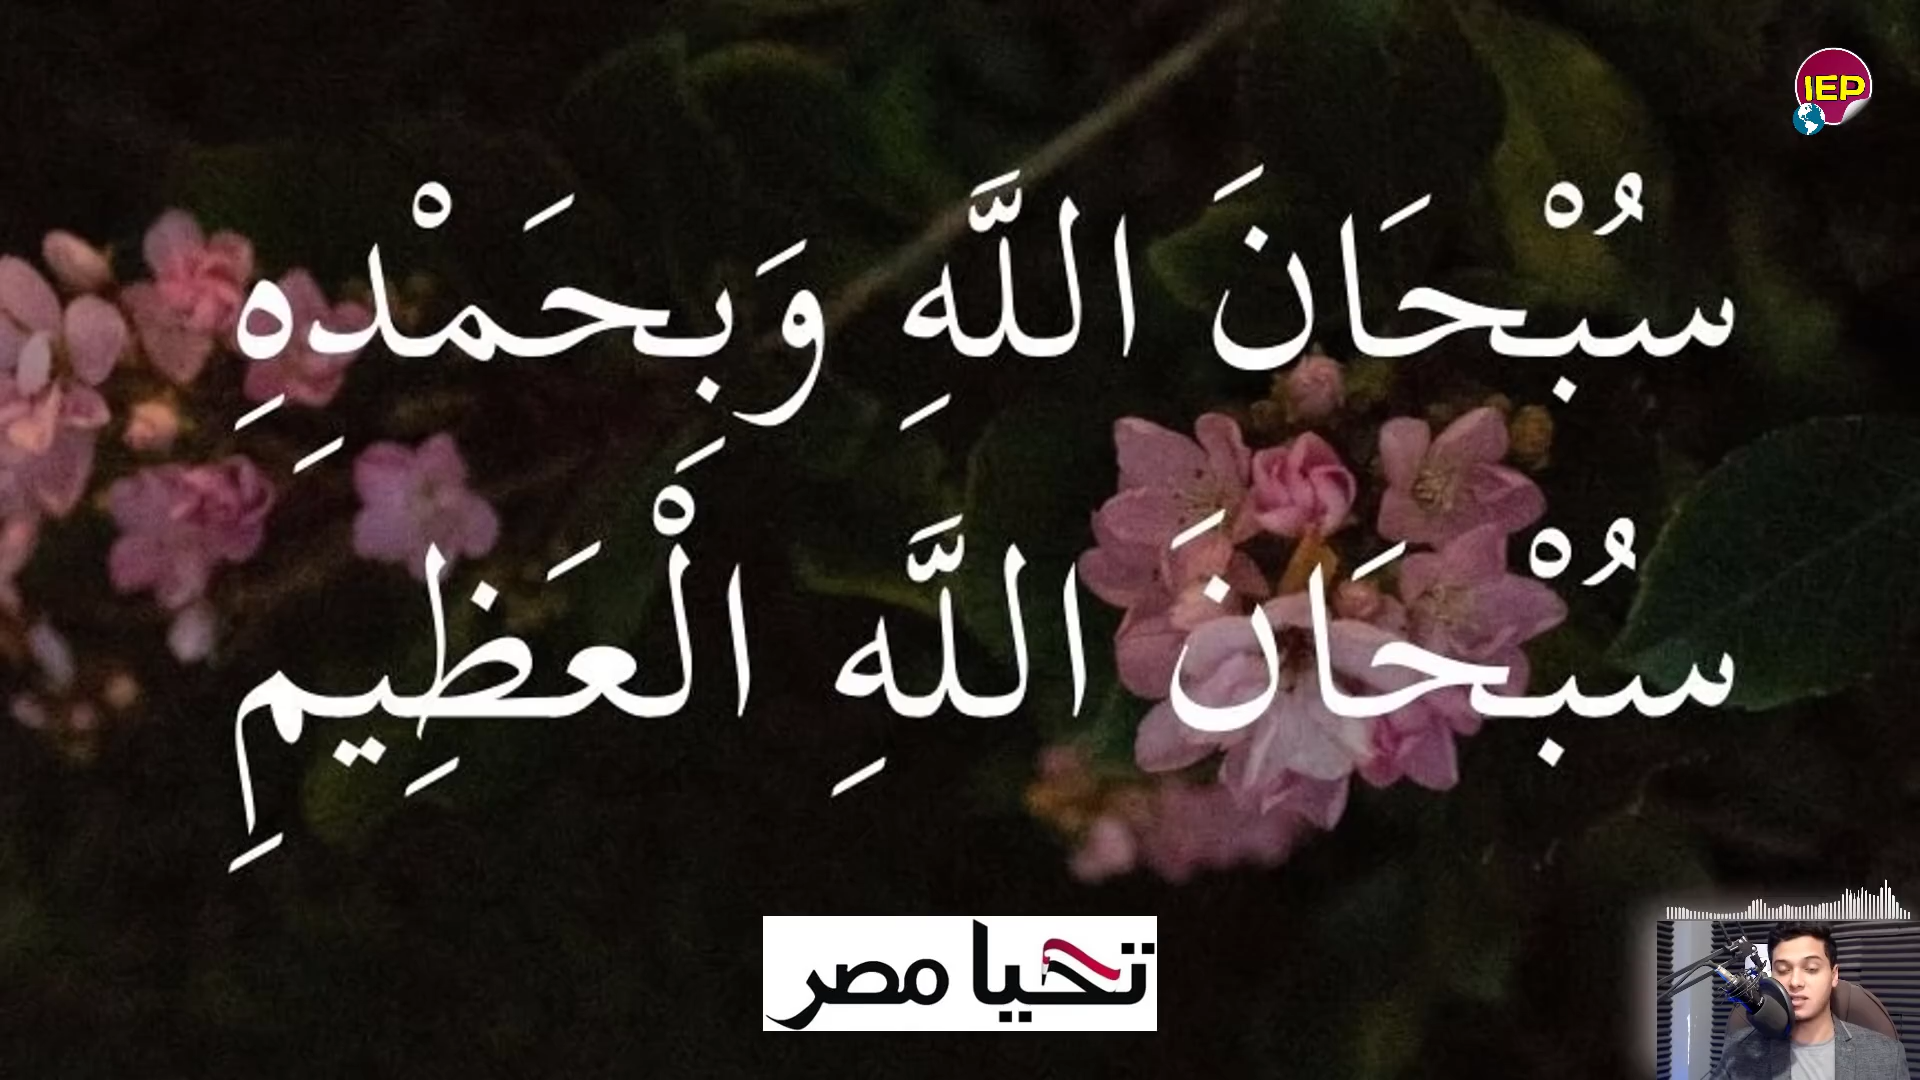 IEP
سُبْحَانَ اللَّهِ وَبِحَمْدِهِ
سُبْحَانَ اللَّهِ الْعَظِيمِ
تحيا مصر